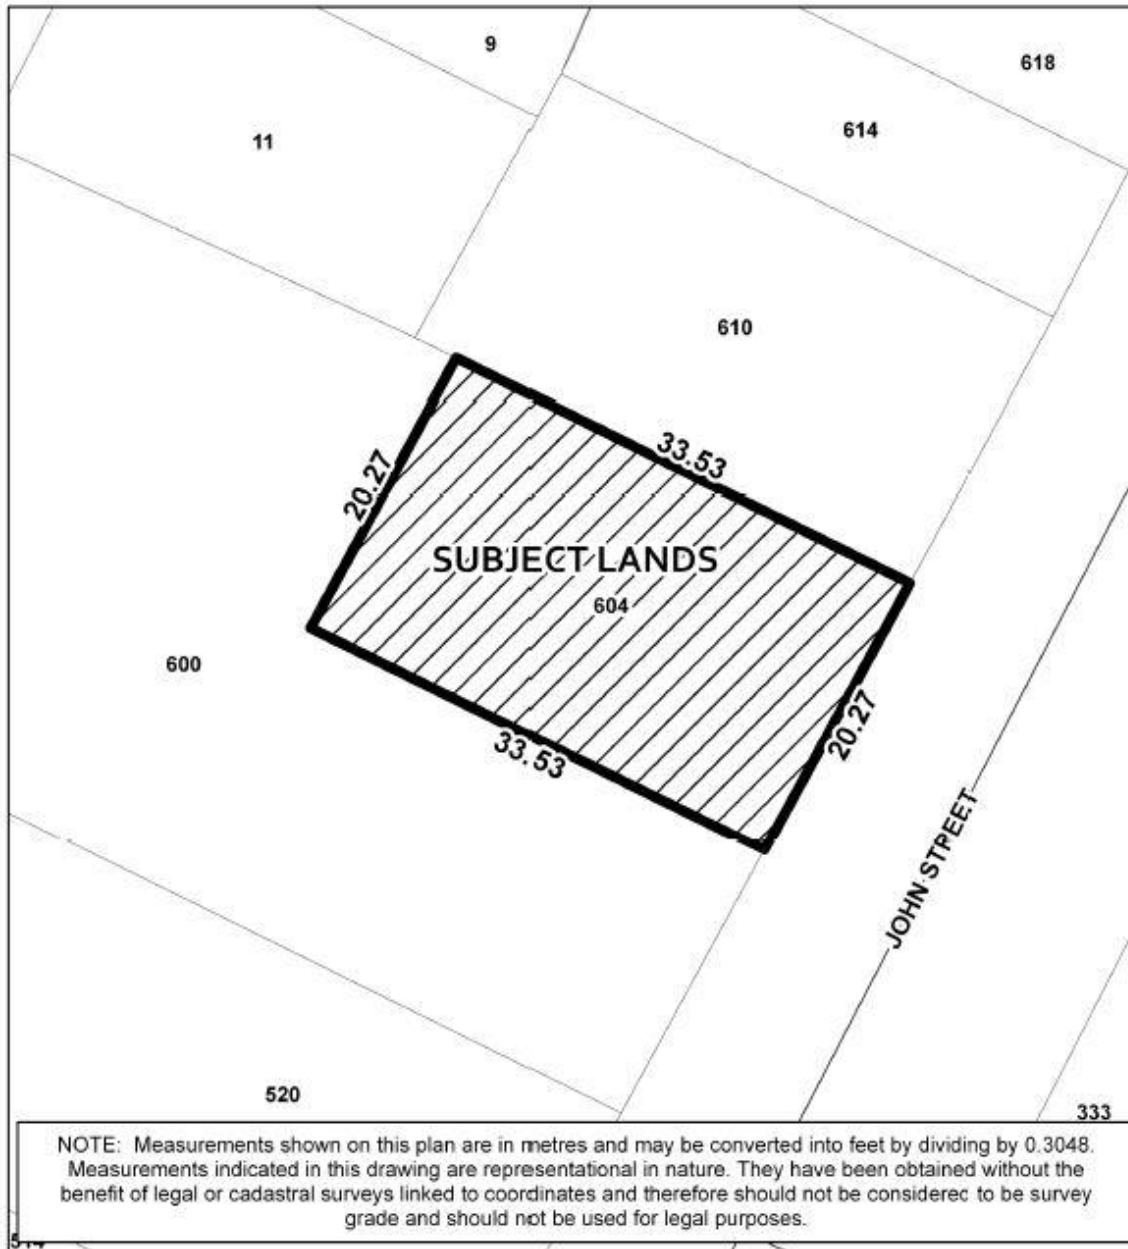 9
618
614
11
610
33.53
20.27
SUBJECT LANDS
604
600
20.27
33.53
JOHN STREET
520
333
NOTE: Measurements shown on this plan are in metres and may be converted into feet by dividing by 0.3048.
Measurements indicated in this drawing are representational in nature. They have been obtained without the
benefit of legal or cadastral surveys linked to coordinates and therefore should not be considered to be survey
grade and should not be used for legal purposes.